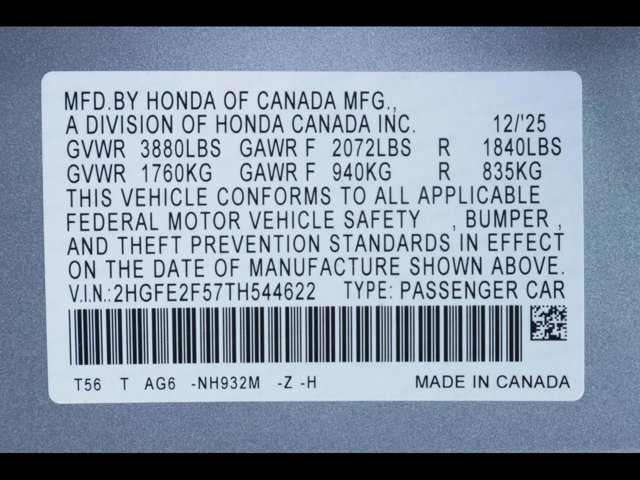 MFD.BY HONDA OF CANADA MFG.,
A DIVISION OF HONDA CANADA INC. 12/'25
GVWR 3880LBS GAWR F 2072LBS R 1840LBS
GVWR 1760KG GAWR F 940KG R 835KG
THIS VEHICLE CONFORMS TO ALL APPLICABLE
FEDERAL MOTOR VEHICLE SAFETY , BUMPER ,
AND THEFT PREVENTION STANDARDS IN EFFECT
ON THE DATE OF MANUFACTURE SHOWN ABOVE.
V.I.N.:2HGFE2F57TH544622 TYPE: PASSENGER CAR
T56 T AG6 -NH932M -Z -H MADE IN CANADA